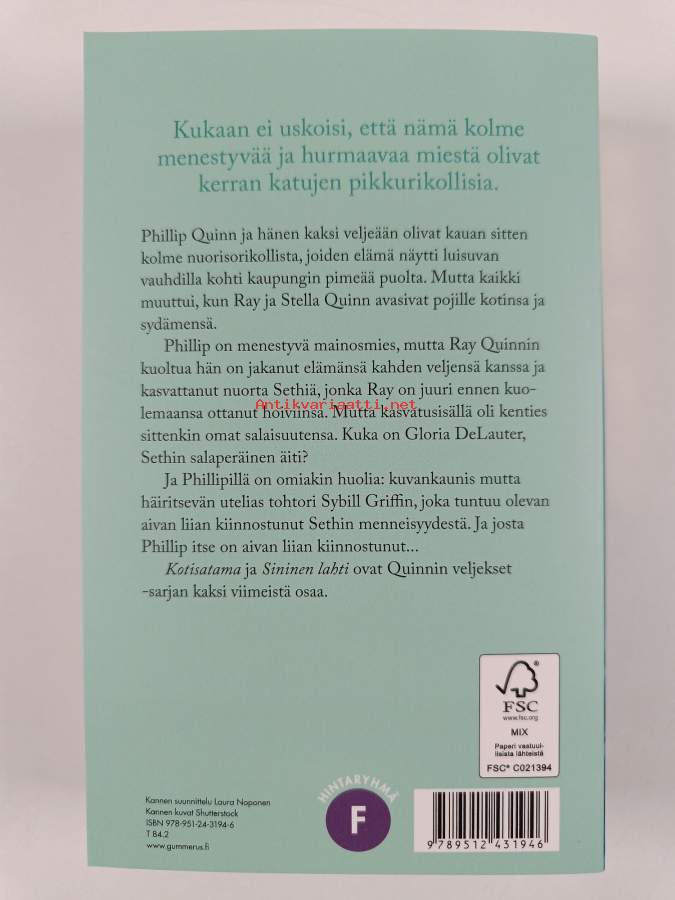 Kukaan ei uskoisi, että nämä kolme
menestyvää ja hurmaavaa miestä olivat
kerran katujen pikkurikollisia.
Phillip Quinn ja hänen kaksi veljeään olivat kauan sitten
kolme nuorisorikollista, joiden elämä näytti luisuvan
vauhdilla kohti kaupungin pimeää puolta. Mutta kaikki
muuttui, kun Ray ja Stella Quinn avasivat pojille kotinsa ja
sydämensä.
Phillip on menestyvä mainosmies, mutta Ray Quinnin
kuoltua hän on jakanut elämänsä kahden veljensä kanssa ja
kasvattanut nuorta Sethiä, jonka Ray on juuri ennen kuo-
lemaansa ottanut hoiviinsa. Mutta kasvatusisällä oli kenties
Antikvariaatti.net
sittenkin omat salaisuutensa. Kuka on Gloria DeLauter,
Sethin salaperäinen äiti?
Ja Phillipillä on omiakin huolia: kuvankaunis mutta
häiritsevän utelias tohtori Sybill Griffin, joka tuntuu olevan
aivan liian kiinnostunut Sethin menneisyydestä. Ja josta
Phillip itse on aivan liian kiinnostunut...
Kotisatama ja Sininen lahti ovat Quinnin veljekset
-sarjan kaksi viimeistä osaa.
FSC
www.fsc.org
MIX
Paperi vastuul-
lisista lähteistä
FSC® C021394
Kannen suunnittelu Laura Noponen
Kannen kuvat Shutterstock
ISBN 978-951-24-3194-6
T 84.2
www.gummerus.fi
HINTARYHMÄ
F
9 789512 431946